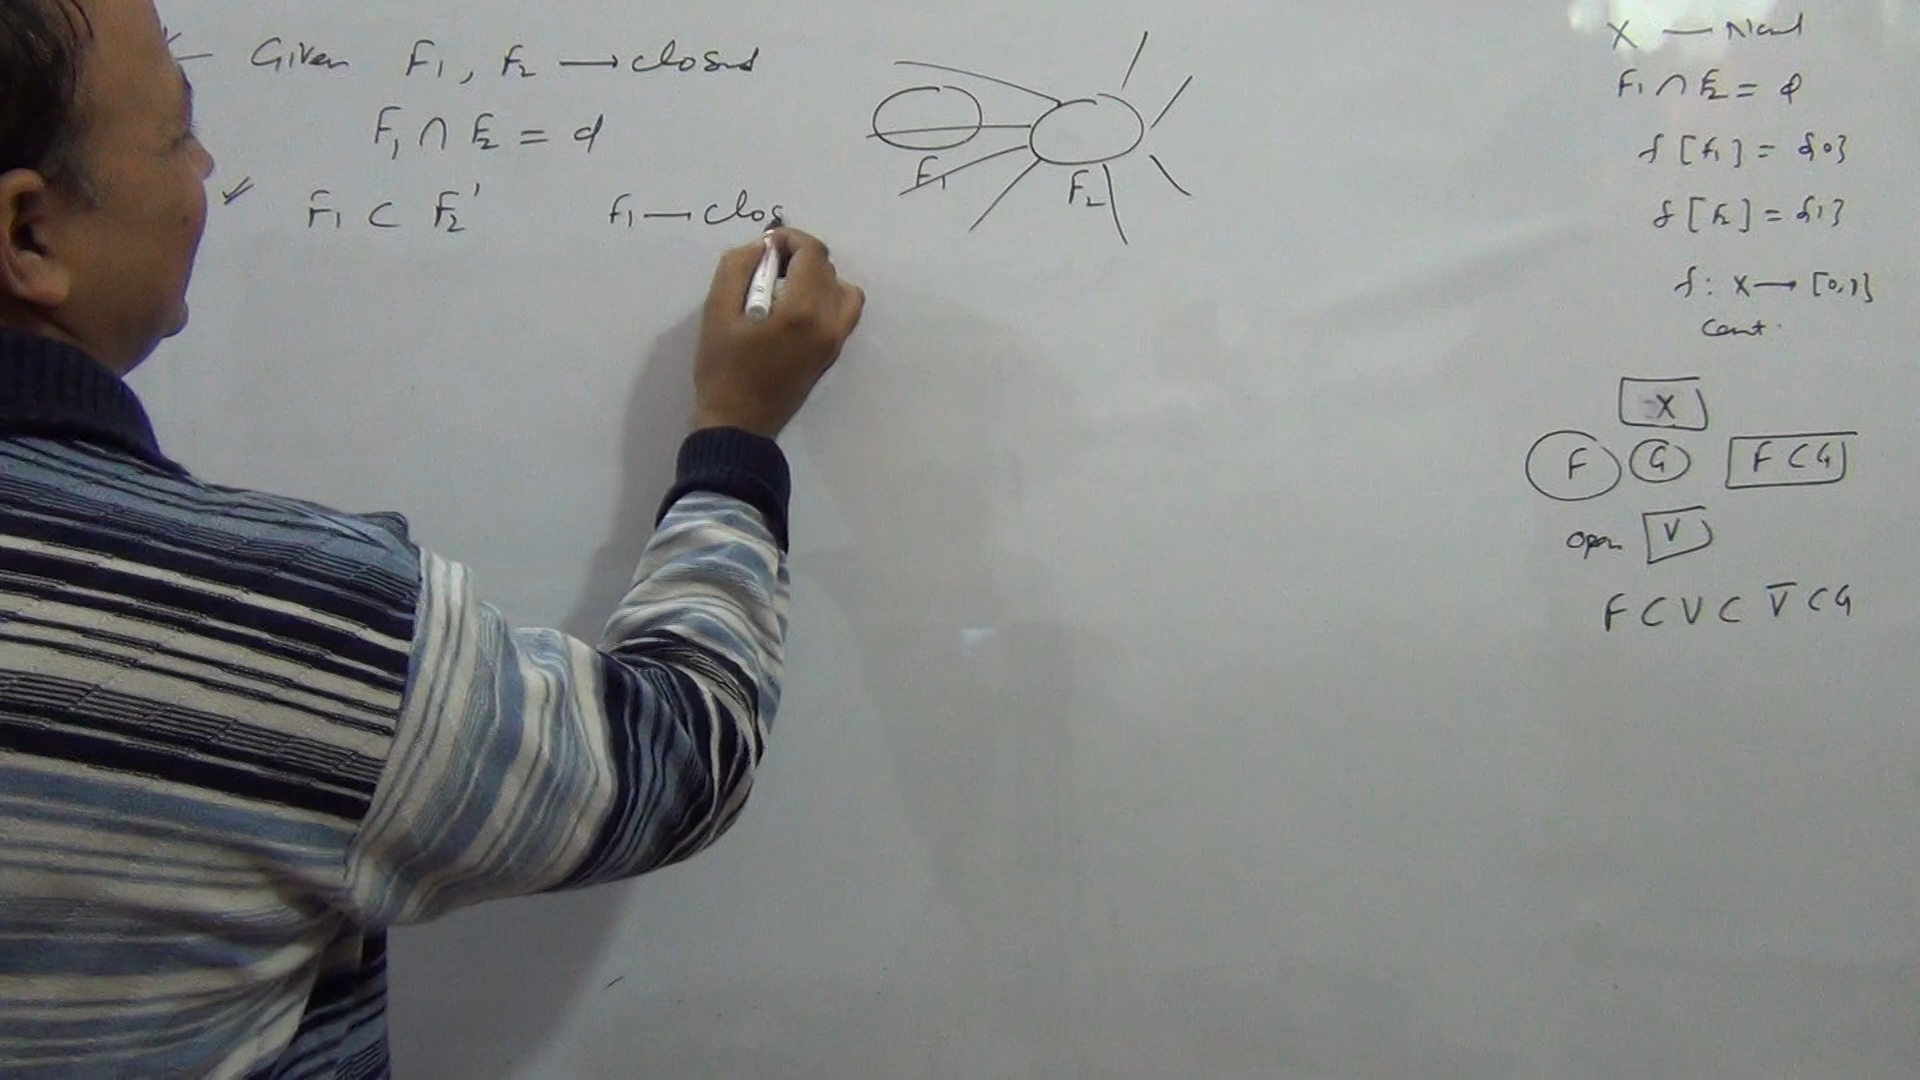 Given F₁, F₂ → closed
F₁ ∩ F₂ = φ
✓ F₁ ⊂ F₂' F₁ — clos
F₁
F₂
X —
F₁ ∩ F₂ = φ
f [F₁] = {0}
f [F₂] = {1}
f : X → [0,1]
Cont.
X
F G F ⊂ G
open V
F ⊂ V ⊂ V̅ ⊂ G